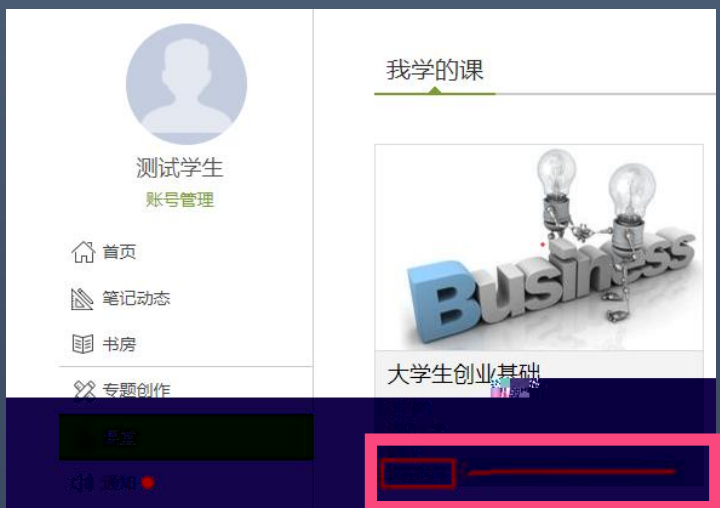 测试学生
账号管理
首页
笔记动态
书房
专题创作
通知
我学的课
Business
大学生创业基础